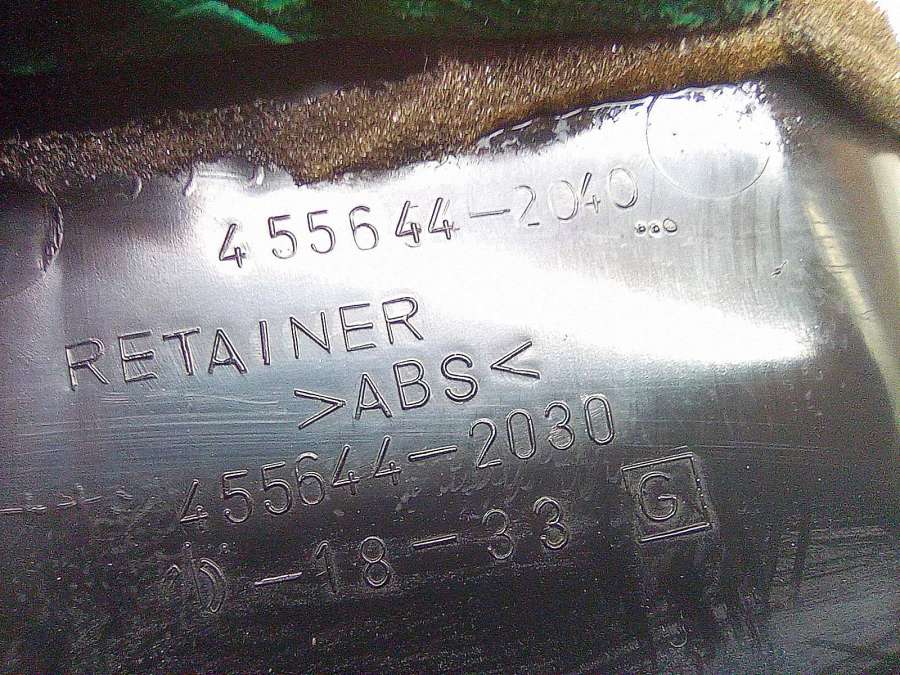 455644-2040
RETAINER
>ABS<
455644-2030
-18-33 G